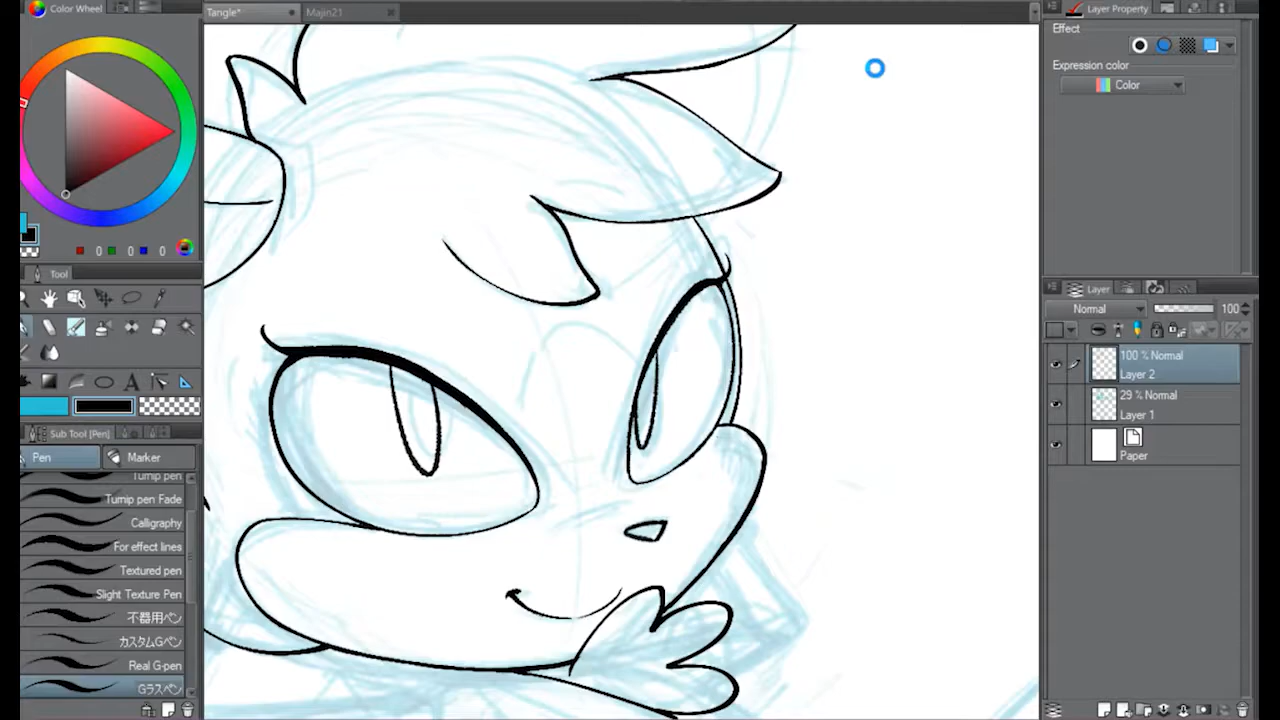 Color Wheel
Tangle*
Majin21
Layer Property
Effect
Expression color
Color
0 0 0
Tool
Sub Tool [Pen]
Pen
Marker
Turnip pen
Turnip pen Fade
Calligraphy
For effect lines
Textured pen
Slight Texture Pen
不器用ペン
カスタムGペン
Real G-pen
Gラスペン
Layer
Normal
100
100 % Normal
Layer 2
29 % Normal
Layer 1
Paper